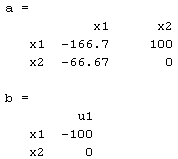 a =
x1 x2
x1 -166.7 100
x2 -66.67 0
b =
u1
x1 -100
x2 0